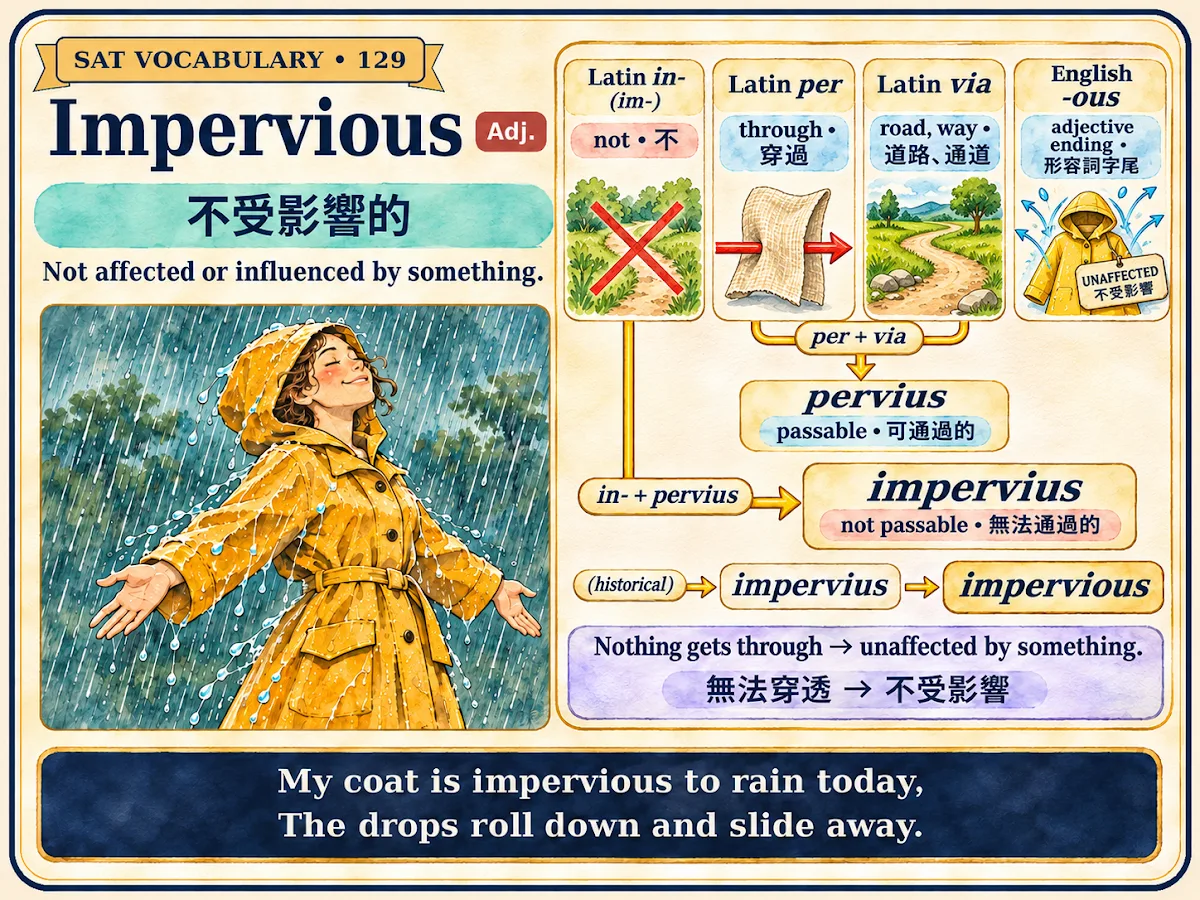 SAT VOCABULARY • 129
Impervious
Adj.
不受影響的
Not affected or influenced by something.
Latin in-
(im-)
not • 不
Latin per
through •
穿過
Latin via
road, way •
道路、通道
English
-ous
adjective
ending •
形容詞字尾
UNAFFECTED
不受影響
per + via
pervius
passable • 可通過的
in- + pervius
impervius
not passable • 無法通過的
(historical)
impervius
impervious
Nothing gets through → unaffected by something.
無法穿透 → 不受影響
My coat is impervious to rain today,
The drops roll down and slide away.